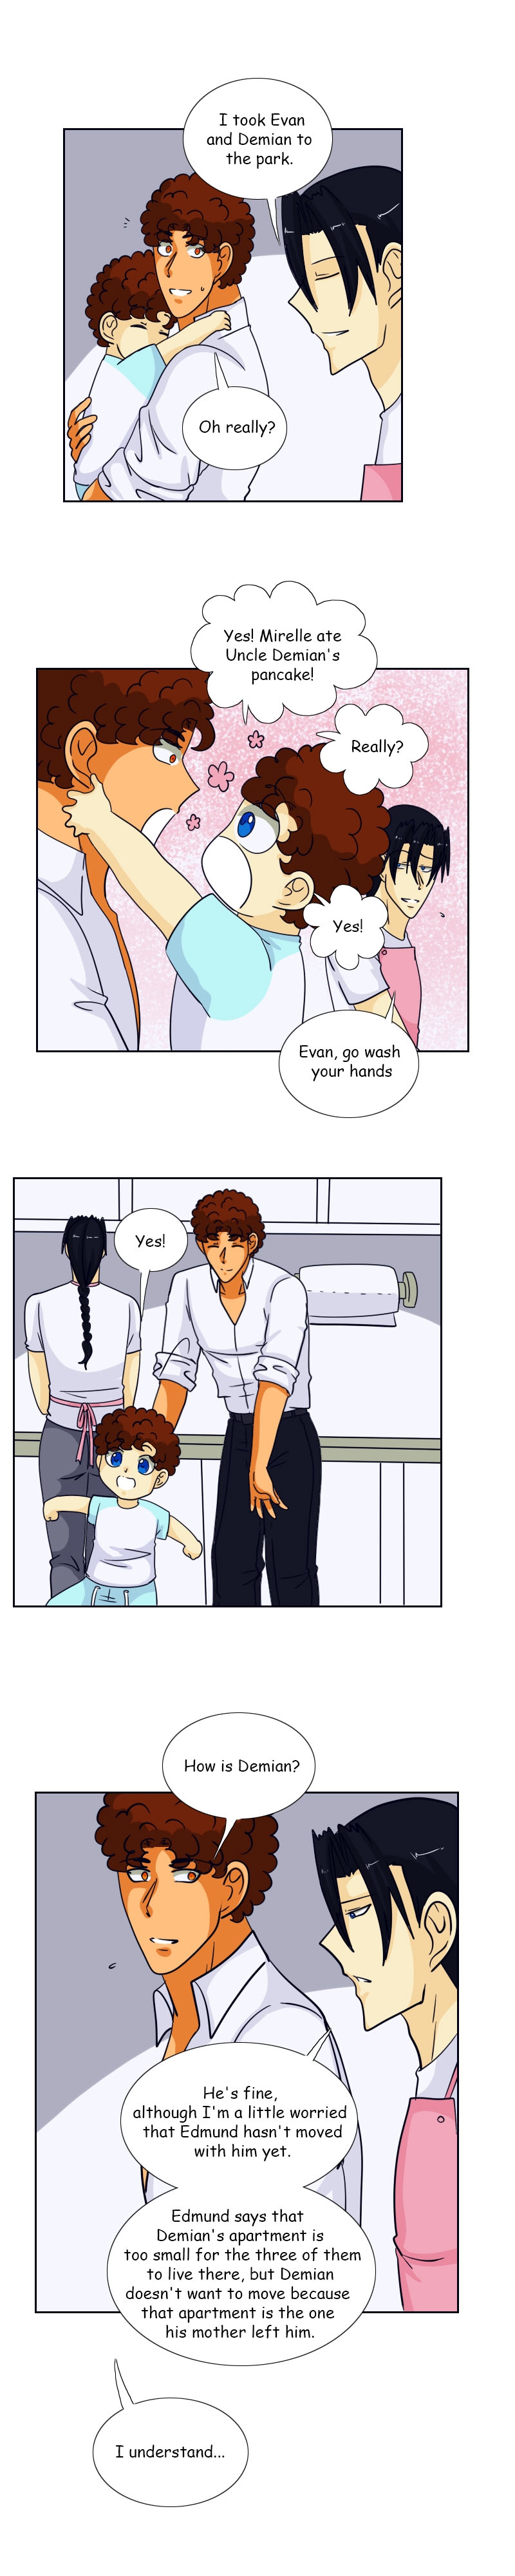 I took Evan
and Demian to
the park.
Oh really?
Yes! Mirelle ate
Uncle Demian's
pancake!
Really?
Yes!
Evan, go wash
your hands
Yes!
How is Demian?
He's fine,
although I'm a little worried
that Edmund hasn't moved
with him yet.
Edmund says that
Demian's apartment is
too small for the three of them
to live there, but Demian
doesn't want to move because
that apartment is the one
his mother left him.
I understand...